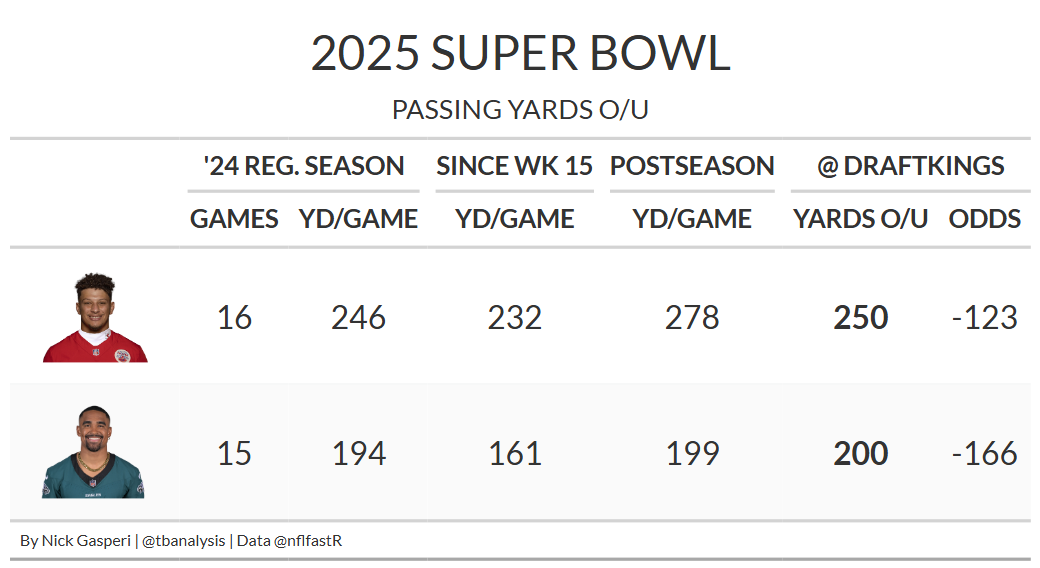 2025 SUPER BOWL
PASSING YARDS O/U
'24 REG. SEASON SINCE WK 15 POSTSEASON @ DRAFTKINGS
GAMES YD/GAME YD/GAME YD/GAME YARDS O/U ODDS
16 246 232 278 250 -123
15 194 161 199 200 -166
By Nick Gasperi | @tbanalysis | Data @nflfastR